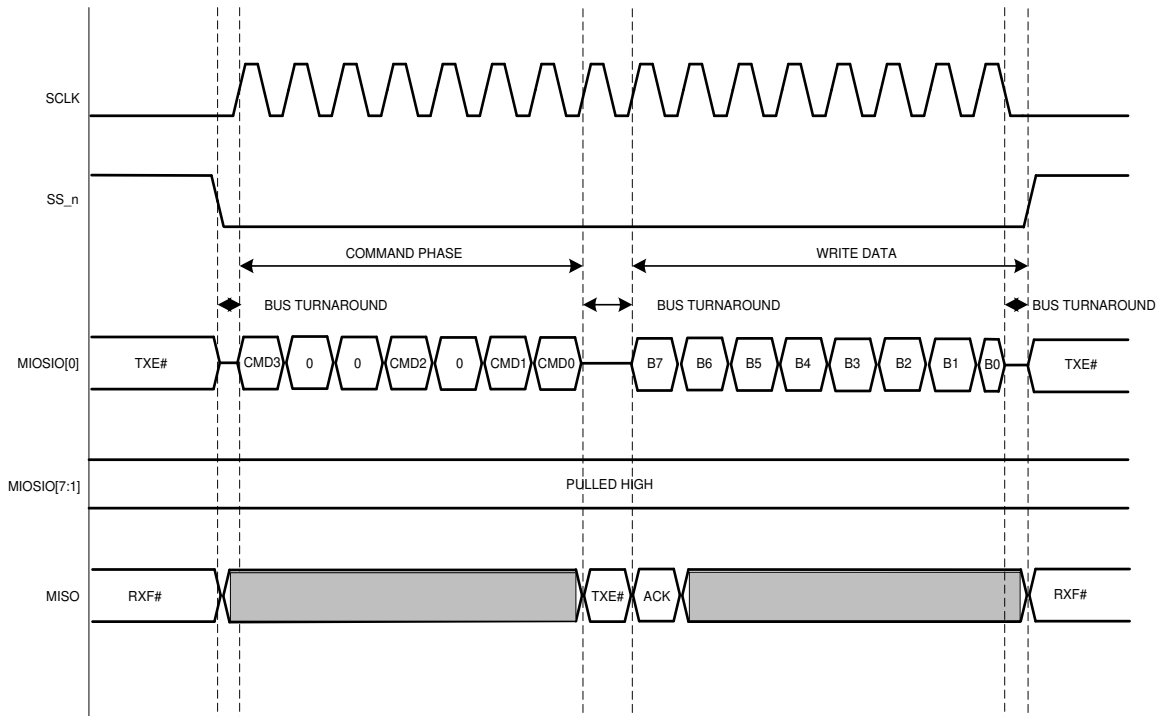 SCLK
SS_n
COMMAND PHASE WRITE DATA
BUS TURNAROUND BUS TURNAROUND BUS TURNAROUND
MIOSIO[0] TXE# CMD3 0 0 CMD2 0 CMD1 CMD0 B7 B6 B5 B4 B3 B2 B1 B0 TXE#
MIOSIO[7:1] PULLED HIGH
MISO RXF# TXE# ACK RXF#